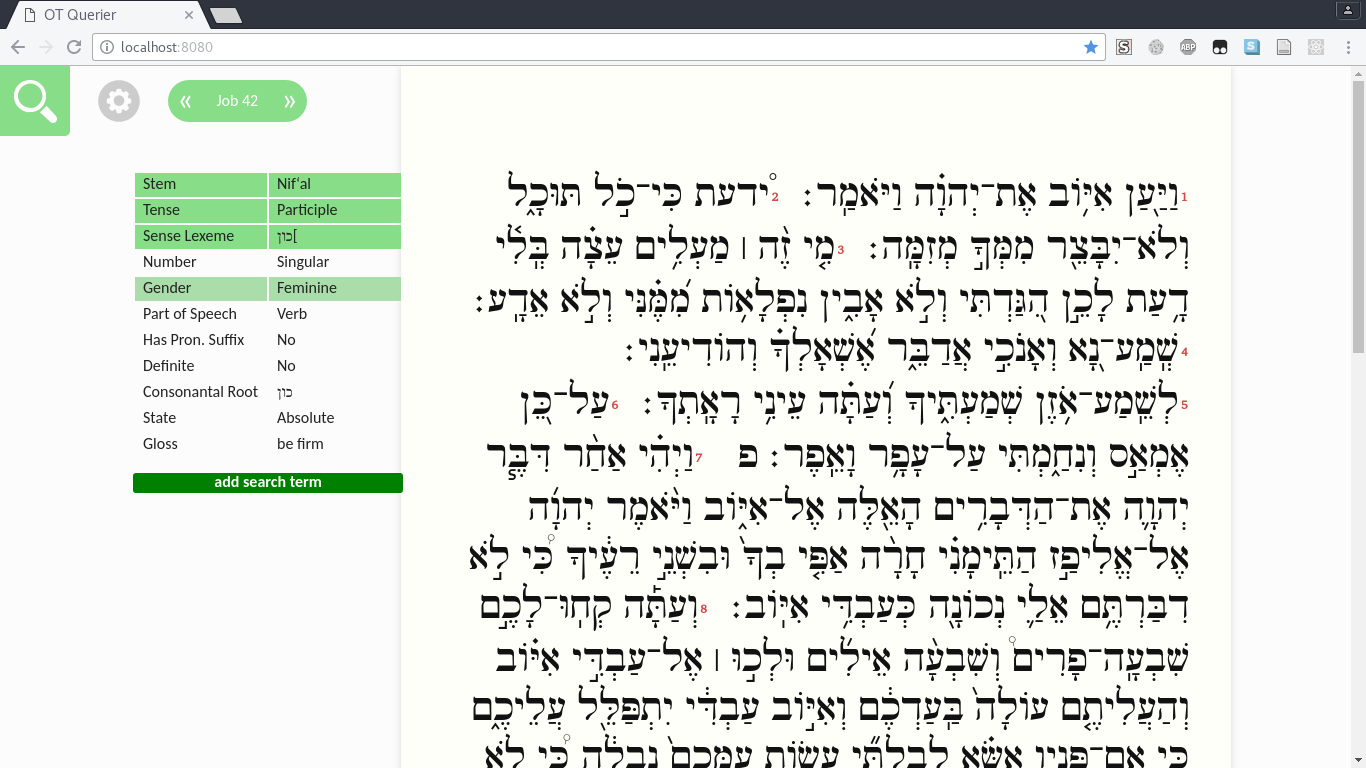 OT Querier
localhost:8080
ABP
« Job 42 »
Stem Nif‘al
Tense Participle
Sense Lexeme כון[
Number Singular
Gender Feminine
Part of Speech Verb
Has Pron. Suffix No
Definite No
Consonantal Root כון
State Absolute
Gloss be firm
add search term
1 וַיַּ֖עַן אִיּ֥וֹב אֶת־יְהוָ֗ה וַיֹּאמַֽר׃ 2 ֯ידעת כִּי־כֹ֣ל תּוּכָ֑ל
וְלֹא־יִבָּצֵ֖ר מִמְּךָ֣ מְזִמָּֽה׃ 3 מִ֤י זֶ֨ה ׀ מַעְלִ֥ים עֵצָ֗ה בְּֽלִ֫י
דָ֥עַת לָכֵ֣ן הִ֭גַּדְתִּי וְלֹ֣א אָבִ֑ין נִפְלָא֥וֹת מִ֝מֶּ֗נִּי וְלֹ֣א אֵדָֽע׃
4 שְֽׁמַֽע־נָ֭א וְאָנֹכִ֣י אֲדַבֵּ֑ר אֶ֝שְׁאָלְךָ֗ וְהוֹדִיעֵֽנִי׃
5 לְשֵֽׁמַע־אֹ֥זֶן שְׁמַעְתִּ֑יךָ וְ֝עַתָּ֗ה עֵינִ֥י רָאָֽתְךָ׃ 6 עַל־כֵּ֭ן
אֶמְאַ֣ס וְנִחַ֑מְתִּי עַל־עָפָ֥ר וָאֵֽפֶר׃ פ 7 וַיְהִ֗י אַחַ֨ר דִּבֶּ֧ר
יְהוָ֛ה אֶת־הַדְּבָרִ֥ים הָאֵ֖לֶּה אֶל־אִיּ֑וֹב וַיֹּ֨אמֶר יְהוָ֜ה
אֶל־אֱלִיפַ֣ז הַתֵּֽימָנִ֗י חָרָ֨ה אַפִּ֤י בְךָ֙ וּבִשְׁנֵ֣י רֵעֶ֔יךָ כִּ֠י לֹ֣א
דִבַּרְתֶּ֥ם אֵלַ֛י נְכוֹנָ֖ה כְּעַבְדִּ֥י אִיּֽוֹב׃ 8 וְעַתָּ֡ה קְחֽוּ־לָכֶ֣ם
שִׁבְעָֽה־פָרִים֩ וְשִׁבְעָ֨ה אֵילִ֜ים וּלְכ֣וּ ׀ אֶל־עַבְדִּ֣י אִיּ֗וֹב
וְהַעֲלִיתֶ֤ם עוֹלָה֙ בַּֽעַדְכֶ֔ם וְאִיּ֣וֹב עַבְדִּ֔י יִתְפַּלֵּ֖ל עֲלֵיכֶ֑ם
כִּ֧י אִם־פָּנָ֣יו אֶשָּׂ֗א לְבִלְתִּ֞י עֲשׂ֤וֹת עִמָּכֶם֙ נְבָלָ֔ה כִּ֠י לֹ֣א